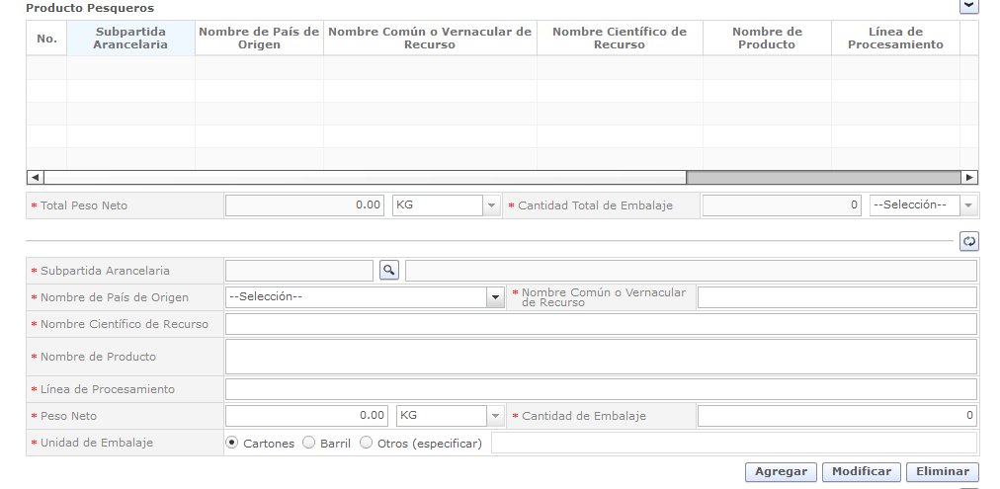 Producto Pesqueros
No. Subpartida Arancelaria Nombre de País de Origen Nombre Común o Vernacular de Recurso Nombre Científico de Recurso Nombre de Producto Línea de Procesamiento
* Total Peso Neto 0.00 KG * Cantidad Total de Embalaje 0 --Selección--
* Subpartida Arancelaria
* Nombre de País de Origen --Selección-- * Nombre Común o Vernacular de Recurso
* Nombre Científico de Recurso
* Nombre de Producto
* Línea de Procesamiento
* Peso Neto 0.00 KG * Cantidad de Embalaje 0
* Unidad de Embalaje Cartones Barril Otros (especificar)
Agregar Modificar Eliminar